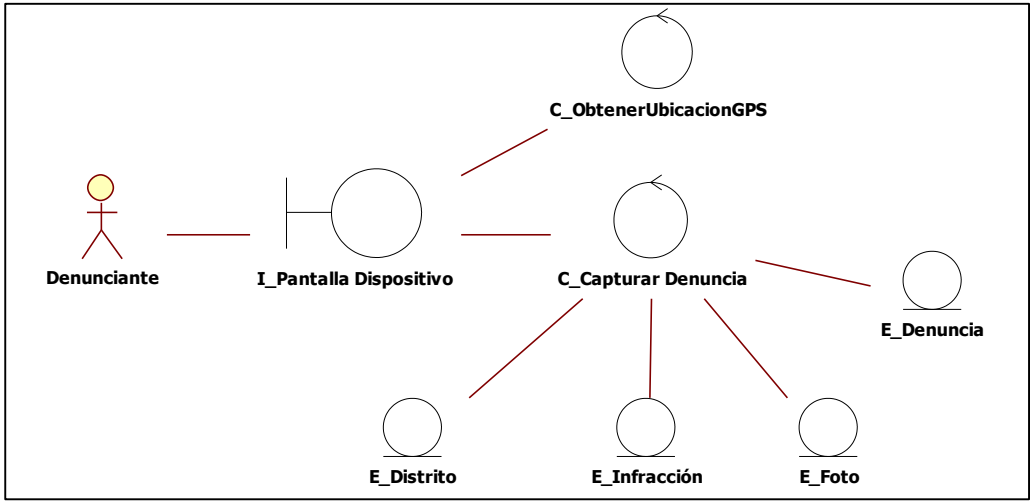 C_ObtenerUbicacionGPS
Denunciante
I_Pantalla Dispositivo
C_Capturar Denuncia
E_Denuncia
E_Distrito
E_Infracción
E_Foto